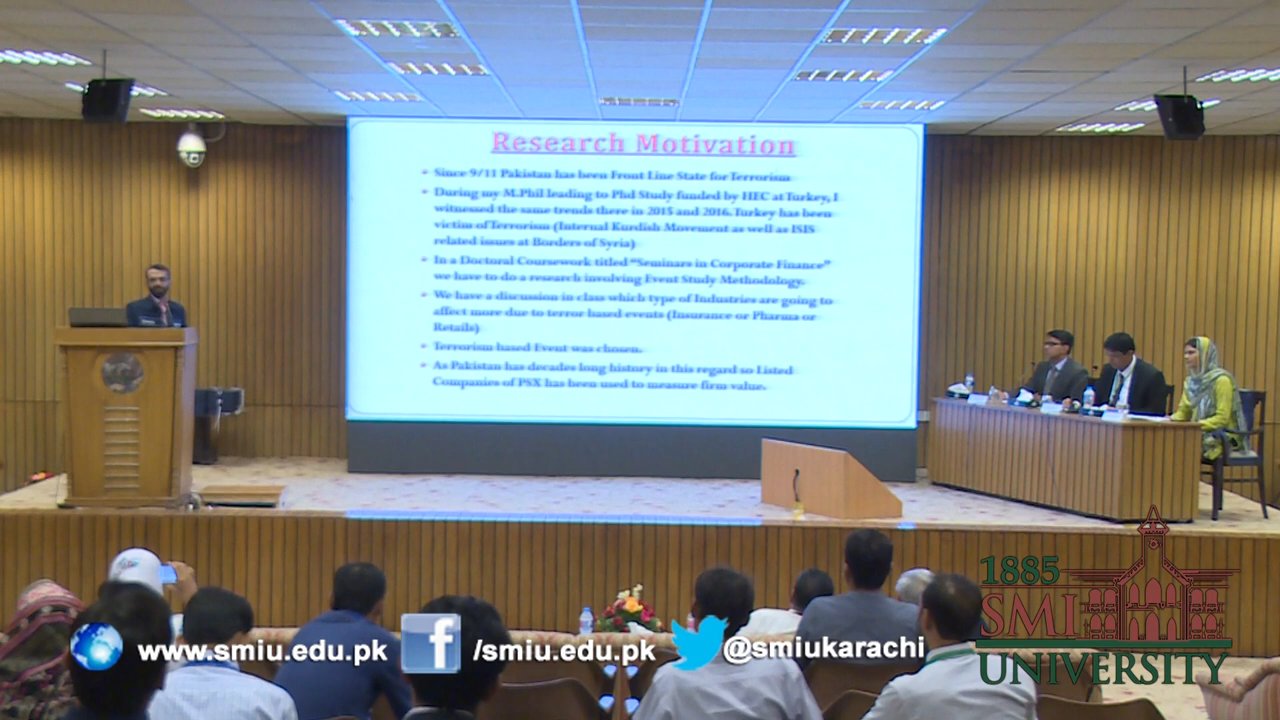 Research Motivation
Since 9/11 Pakistan has been Front Line State for Terrorism
During my M.Phil leading to Phd Study funded by HEC at Turkey, I
witnessed the same trends there in 2015 and 2016. Turkey has been
victim of Terrorism (Internal Kurdish Movement as well as ISIS
related issues at Borders of Syria)
In a Doctoral Coursework titled “Seminars in Corporate Finance”
we have to do a research involving Event Study Methodology.
We have a discussion in class which type of Industries are going to
affect more due to terror based events (Insurance or Pharma or
Retails)
Terrorism based Event was chosen.
As Pakistan has decades long history in this regard so Listed
Companies of PSX has been used to measure firm value.
1885
SMI
UNIVERSITY
www.smiu.edu.pk
f /smiu.edu.pk
@smiukarachi